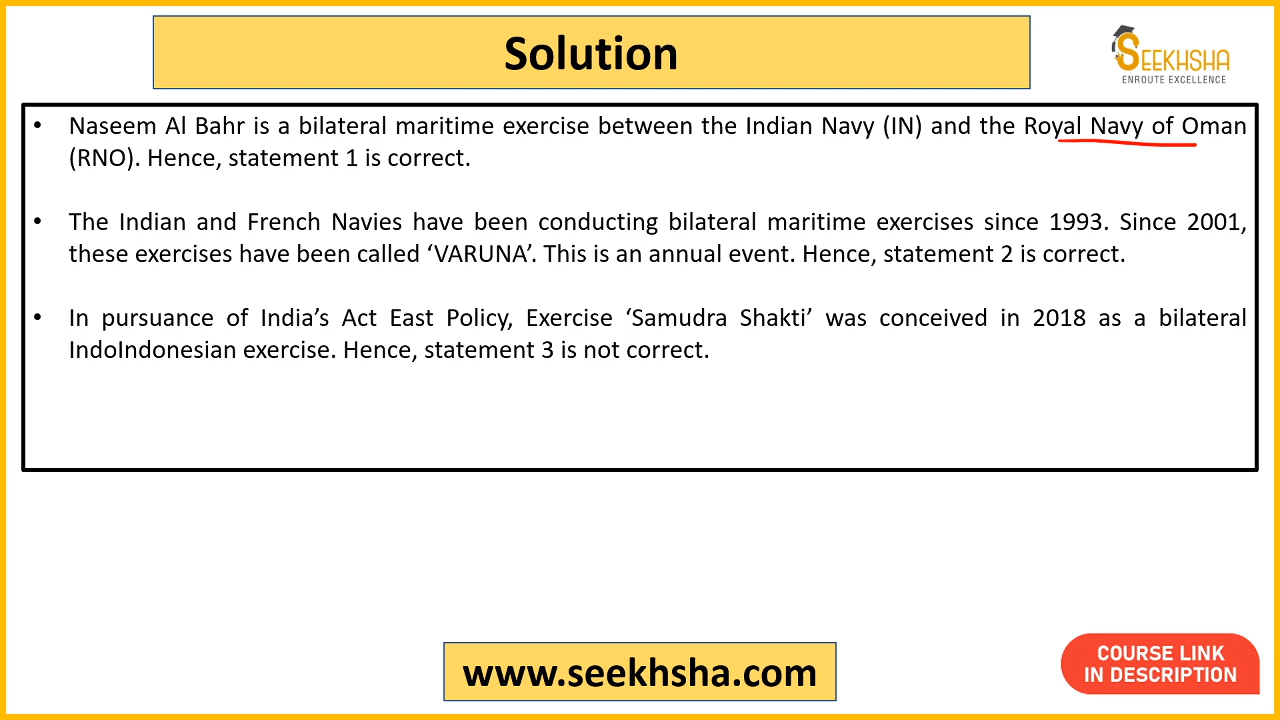 Solution
SEEKHSHA
ENROUTE EXCELLENCE
• Naseem Al Bahr is a bilateral maritime exercise between the Indian Navy (IN) and the Royal Navy of Oman
(RNO). Hence, statement 1 is correct.
• The Indian and French Navies have been conducting bilateral maritime exercises since 1993. Since 2001,
these exercises have been called ‘VARUNA’. This is an annual event. Hence, statement 2 is correct.
• In pursuance of India’s Act East Policy, Exercise ‘Samudra Shakti’ was conceived in 2018 as a bilateral
IndoIndonesian exercise. Hence, statement 3 is not correct.
www.seekhsha.com
COURSE LINK
IN DESCRIPTION